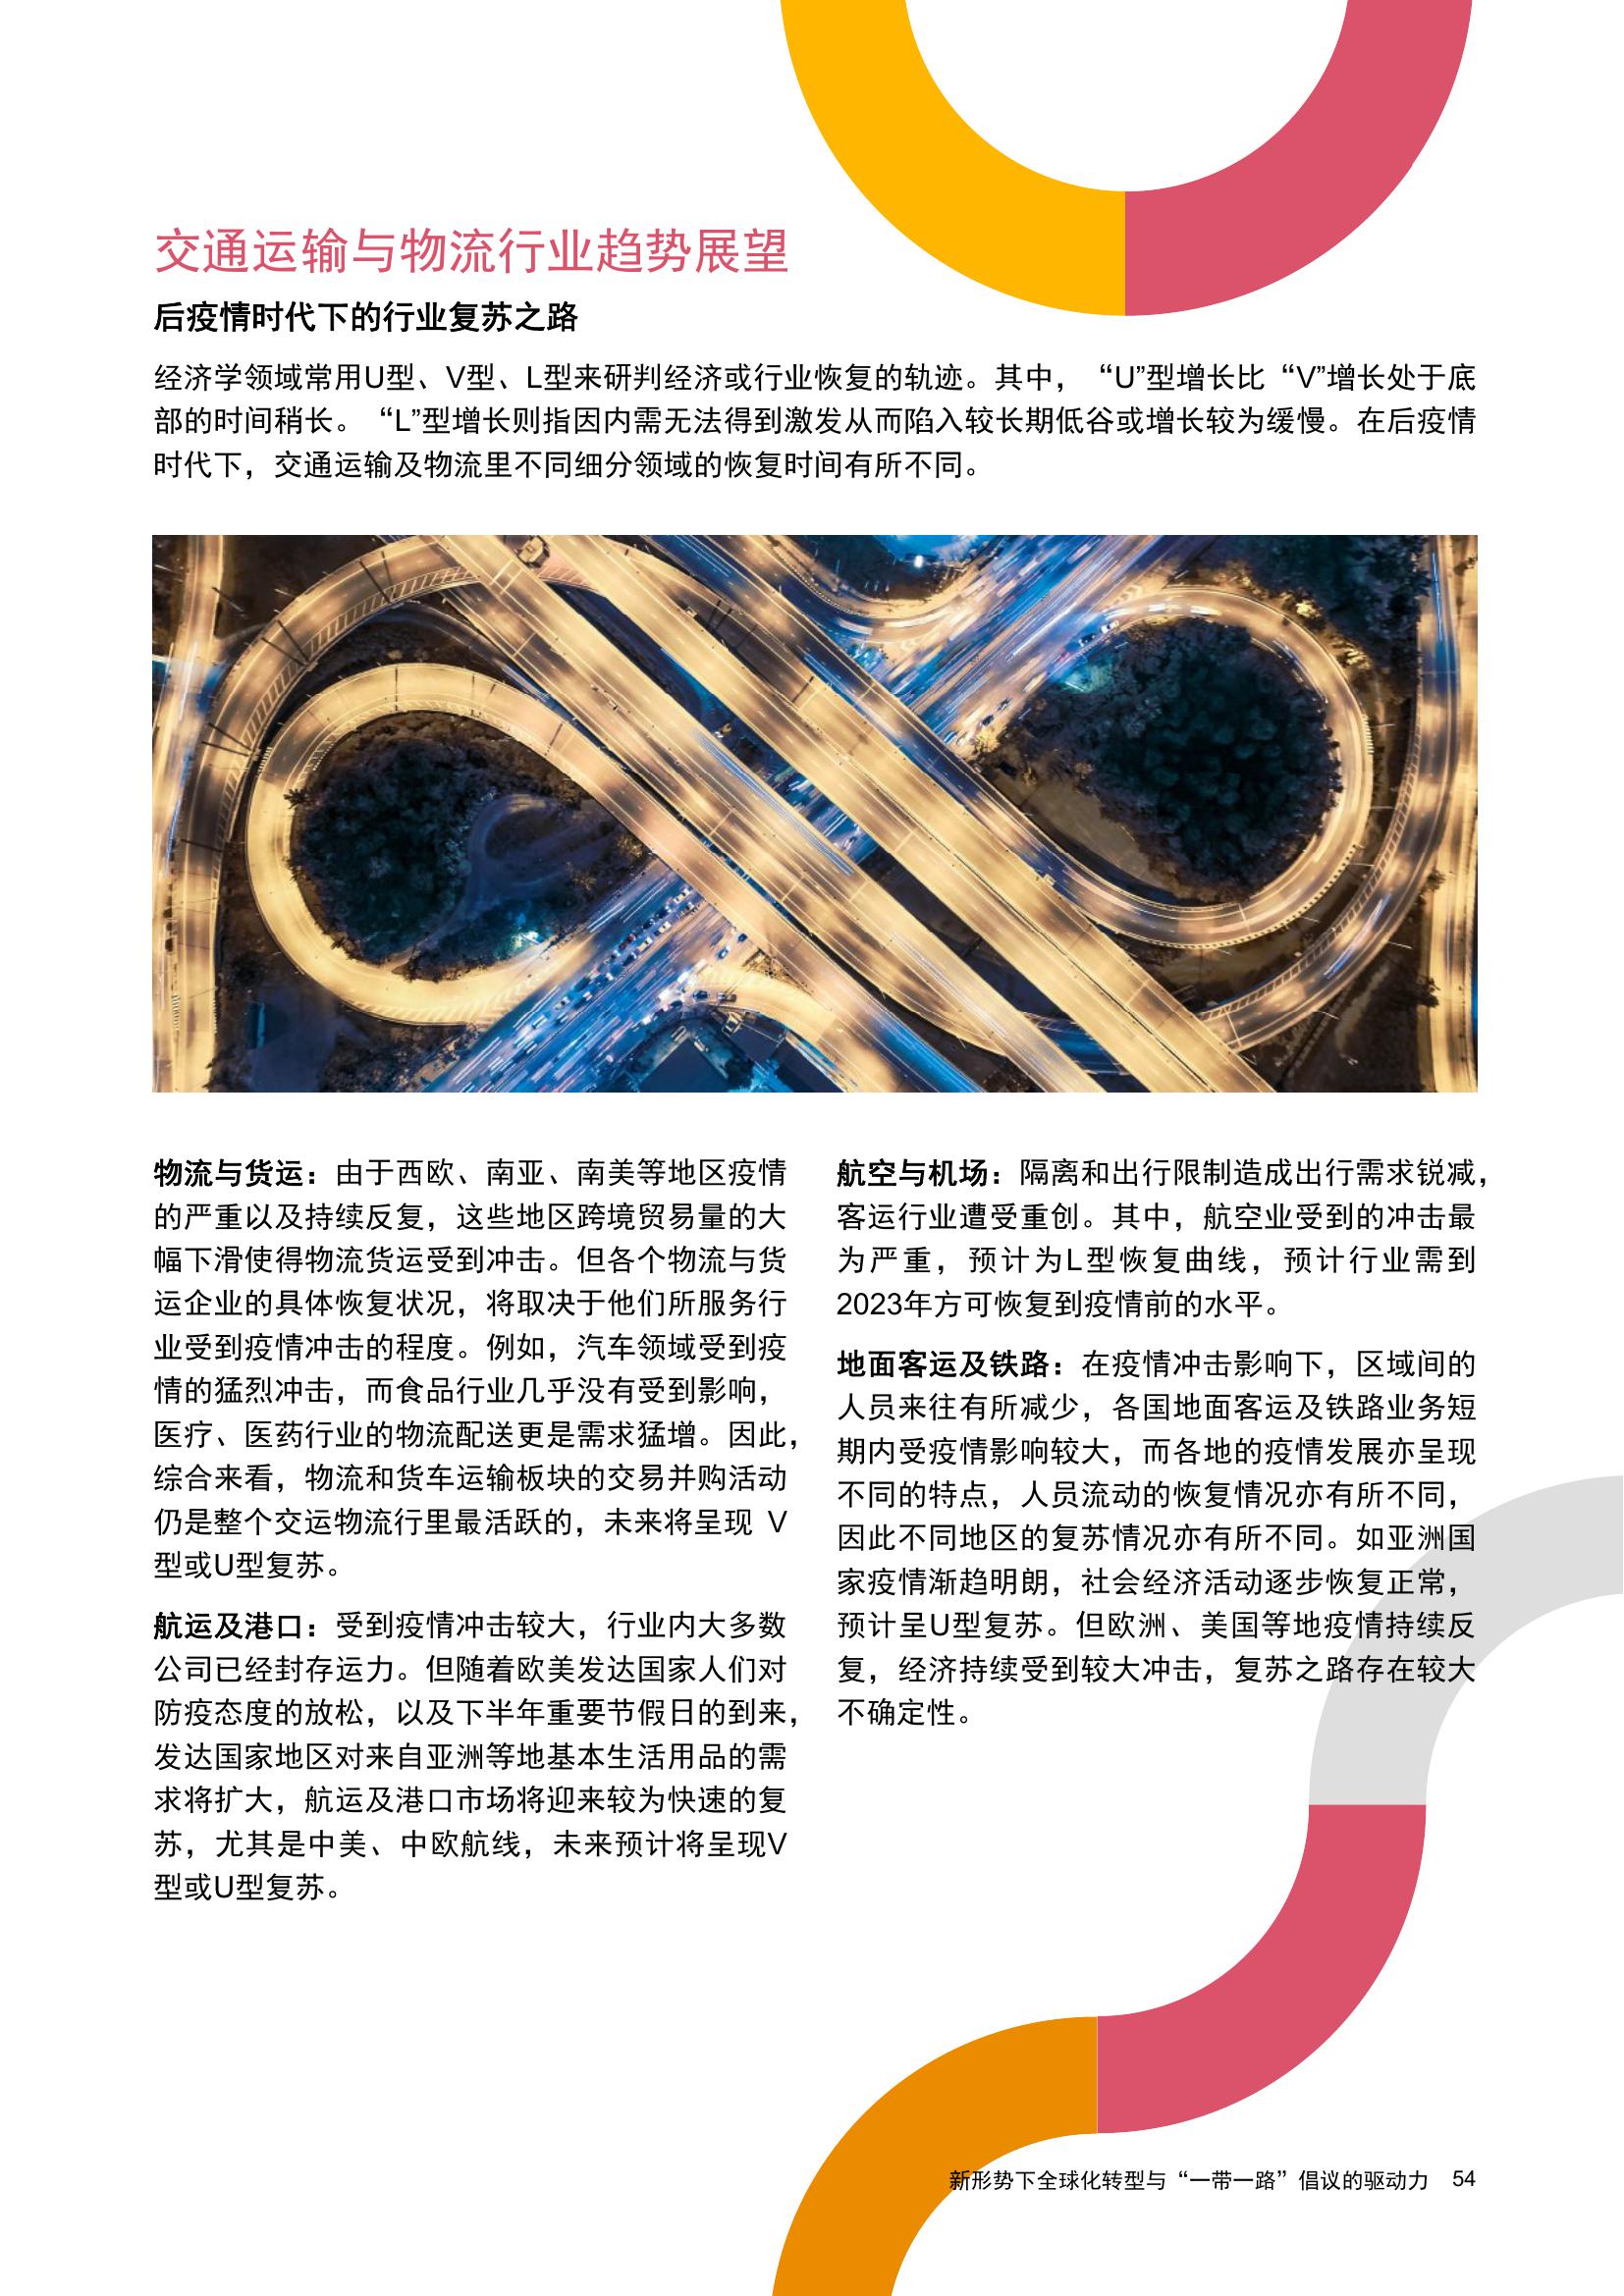 交通运输与物流行业趋势展望
后疫情时代下的行业复苏之路
经济学领域常用U型、V型、L型来研判经济或行业恢复的轨迹。其中，“U”型增长比“V”增长处于底
部的时间稍长。“L”型增长则指因内需无法得到激发从而陷入较长期低谷或增长较为缓慢。在后疫情
时代下，交通运输及物流里不同细分领域的恢复时间有所不同。
物流与货运：由于西欧、南亚、南美等地区疫情
的严重以及持续反复，这些地区跨境贸易量的大
幅下滑使得物流货运受到冲击。但各个物流与货
运企业的具体恢复状况，将取决于他们所服务行
业受到疫情冲击的程度。例如，汽车领域受到疫
情的猛烈冲击，而食品行业几乎没有受到影响，
医疗、医药行业的物流配送更是需求猛增。因此，
综合来看，物流和货车运输板块的交易并购活动
仍是整个交运物流行里最活跃的，未来将呈现 V
型或U型复苏。
航运及港口：受到疫情冲击较大，行业内大多数
公司已经封存运力。但随着欧美发达国家人们对
防疫态度的放松，以及下半年重要节假日的到来，
发达国家地区对来自亚洲等地基本生活用品的需
求将扩大，航运及港口市场将迎来较为快速的复
苏，尤其是中美、中欧航线，未来预计将呈现V
型或U型复苏。
航空与机场：隔离和出行限制造成出行需求锐减，
客运行业遭受重创。其中，航空业受到的冲击最
为严重，预计为L型恢复曲线，预计行业需到
2023年方可恢复到疫情前的水平。
地面客运及铁路：在疫情冲击影响下，区域间的
人员来往有所减少，各国地面客运及铁路业务短
期内受疫情影响较大，而各地的疫情发展亦呈现
不同的特点，人员流动的恢复情况亦有所不同，
因此不同地区的复苏情况亦有所不同。如亚洲国
家疫情渐趋明朗，社会经济活动逐步恢复正常，
预计呈U型复苏。但欧洲、美国等地疫情持续反
复，经济持续受到较大冲击，复苏之路存在较大
不确定性。
新形势下全球化转型与“一带一路”倡议的驱动力 54